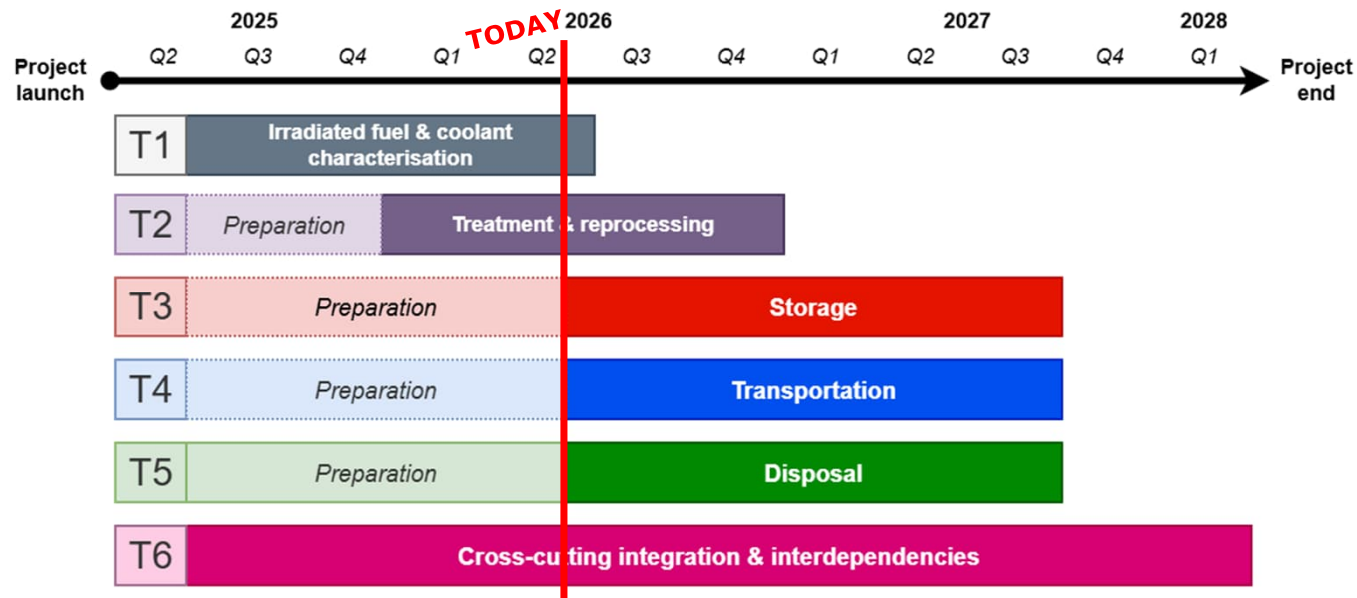 TODAY
2025 2026 2027 2028
Q2 Q3 Q4 Q1 Q2 Q3 Q4 Q1 Q2 Q3 Q4 Q1
Project
launch
Project
end
T1
Irradiated fuel & coolant
characterisation
T2 Preparation Treatment & reprocessing
T3 Preparation Storage
T4 Preparation Transportation
T5 Preparation Disposal
T6 Cross-cutting integration & interdependencies